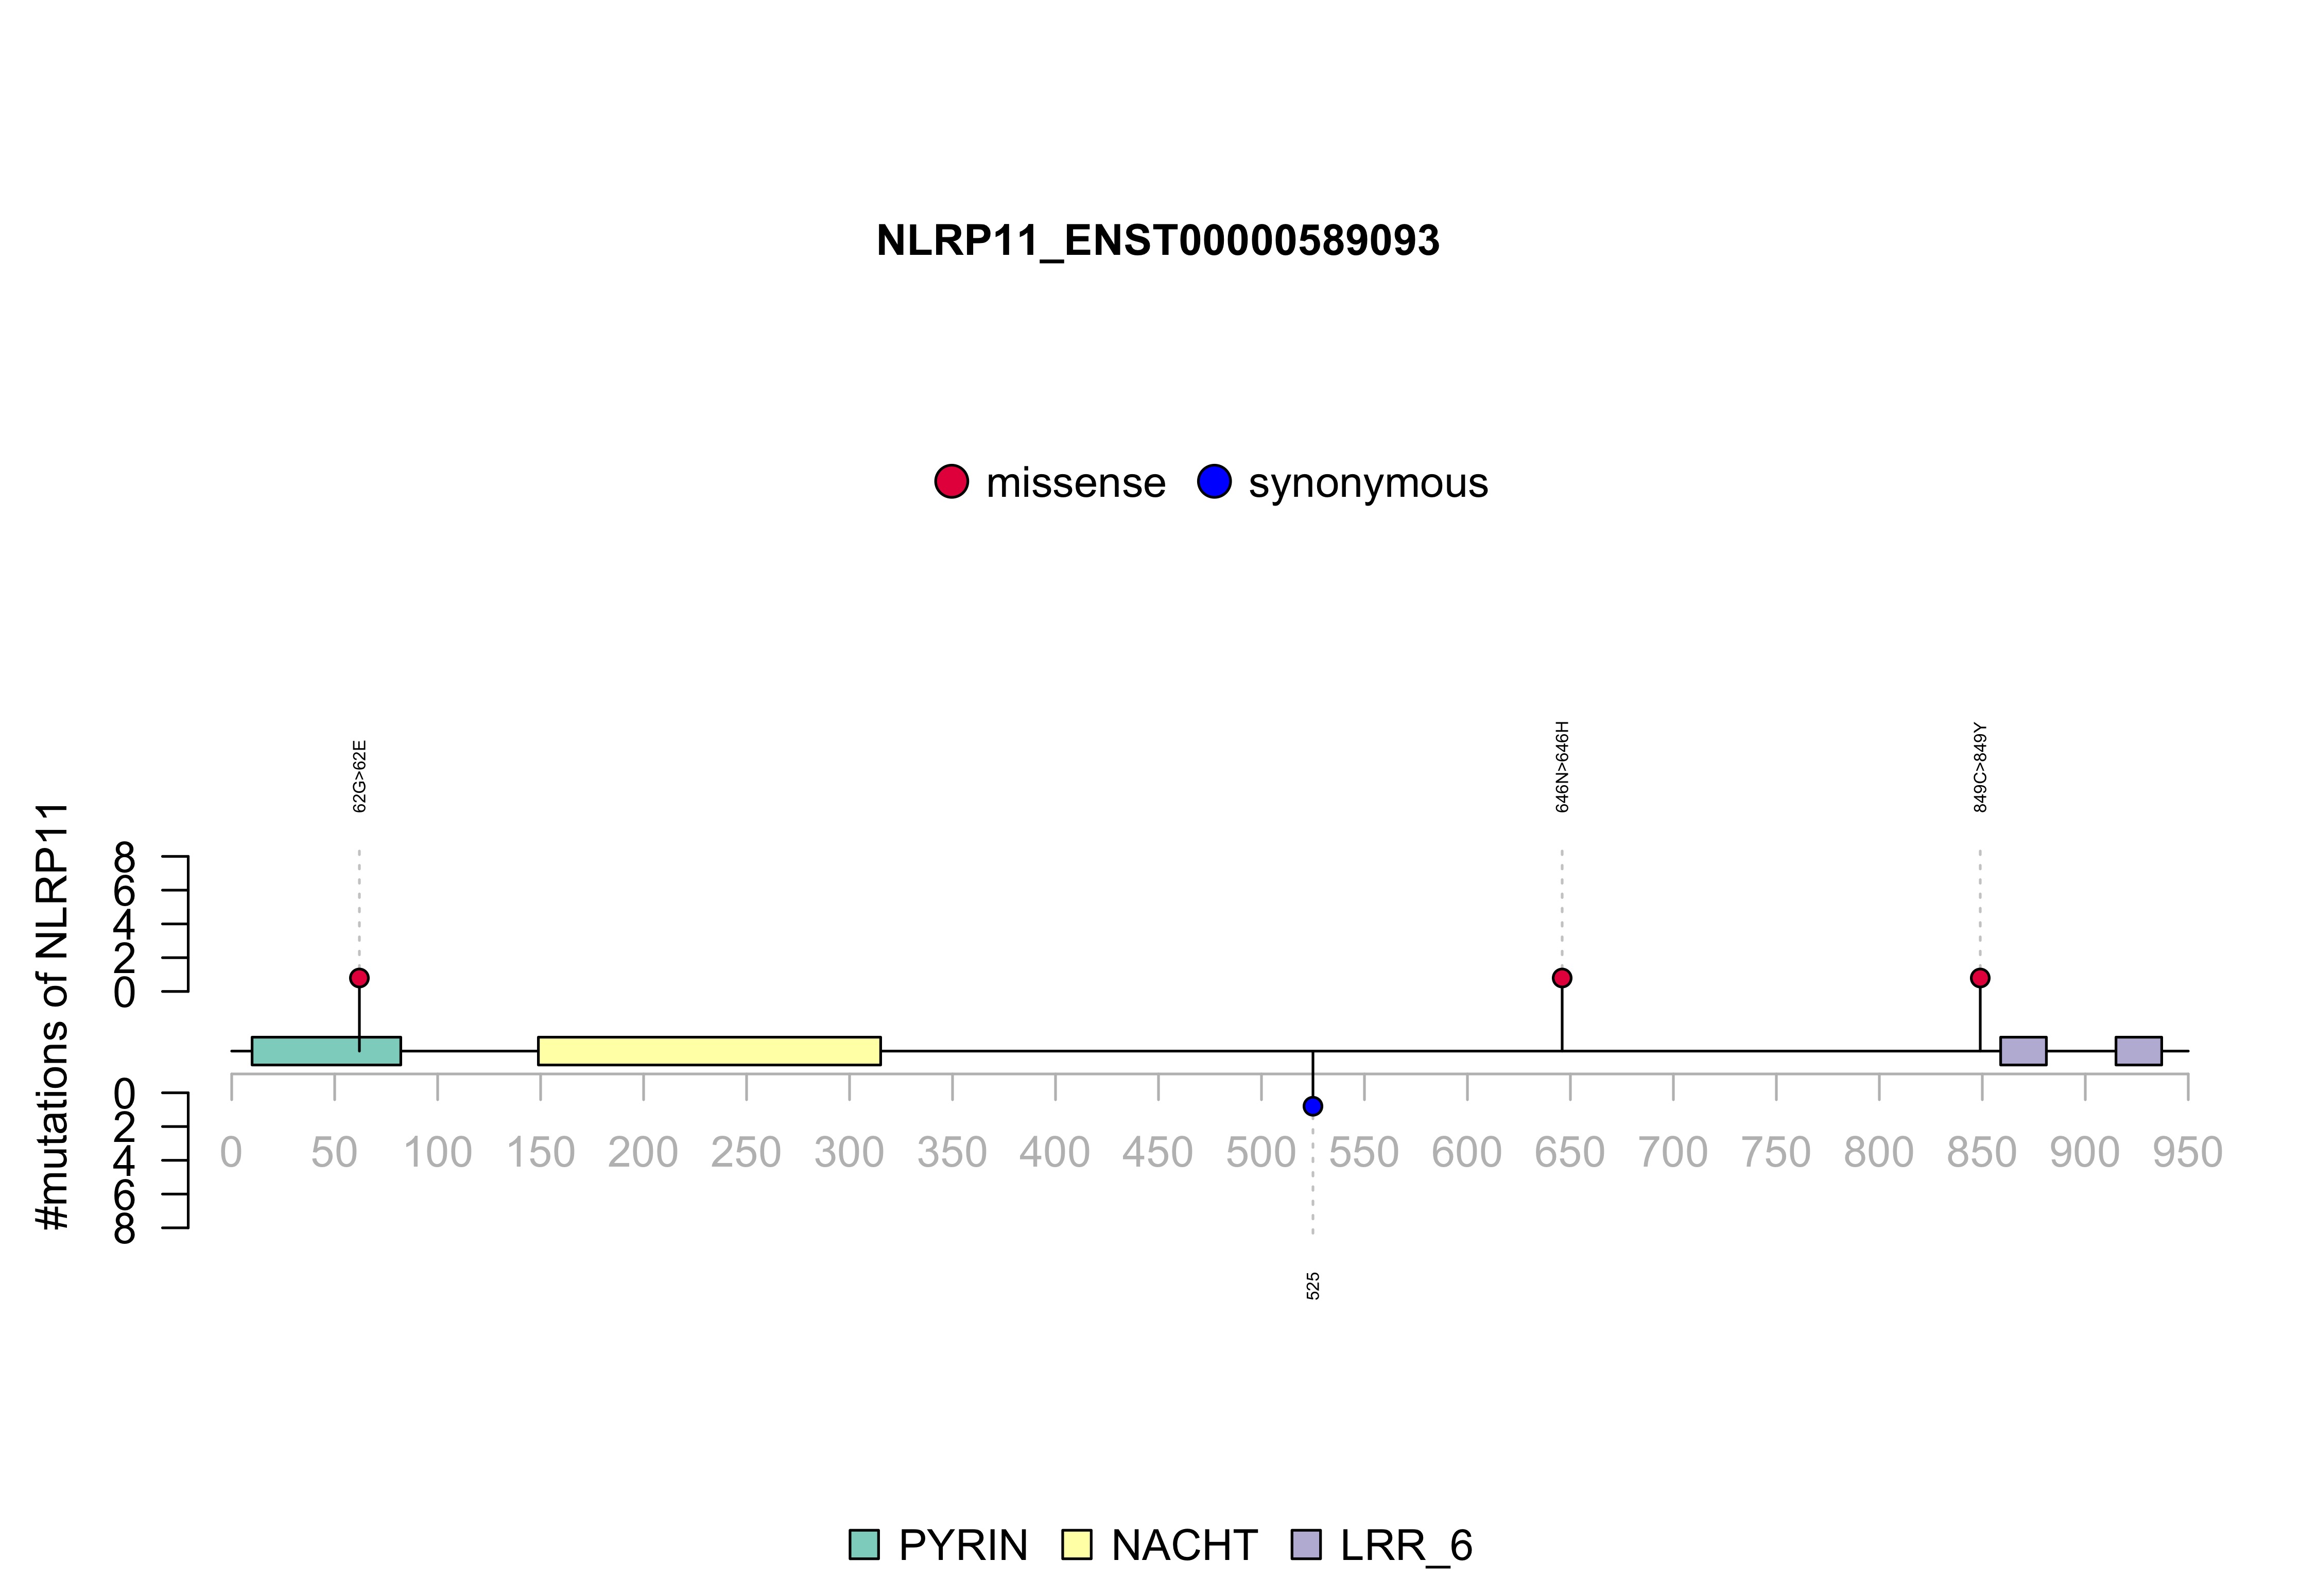 NLRP11_ENST00000589093
missense synonymous
62G>62E 646N>646H 849C>849Y
#mutations of NLRP11
8
6
4
2
0
0
2
4
6
8
0 50 100 150 200 250 300 350 400 450 500 550 600 650 700 750 800 850 900 950
525
PYRIN NACHT LRR_6